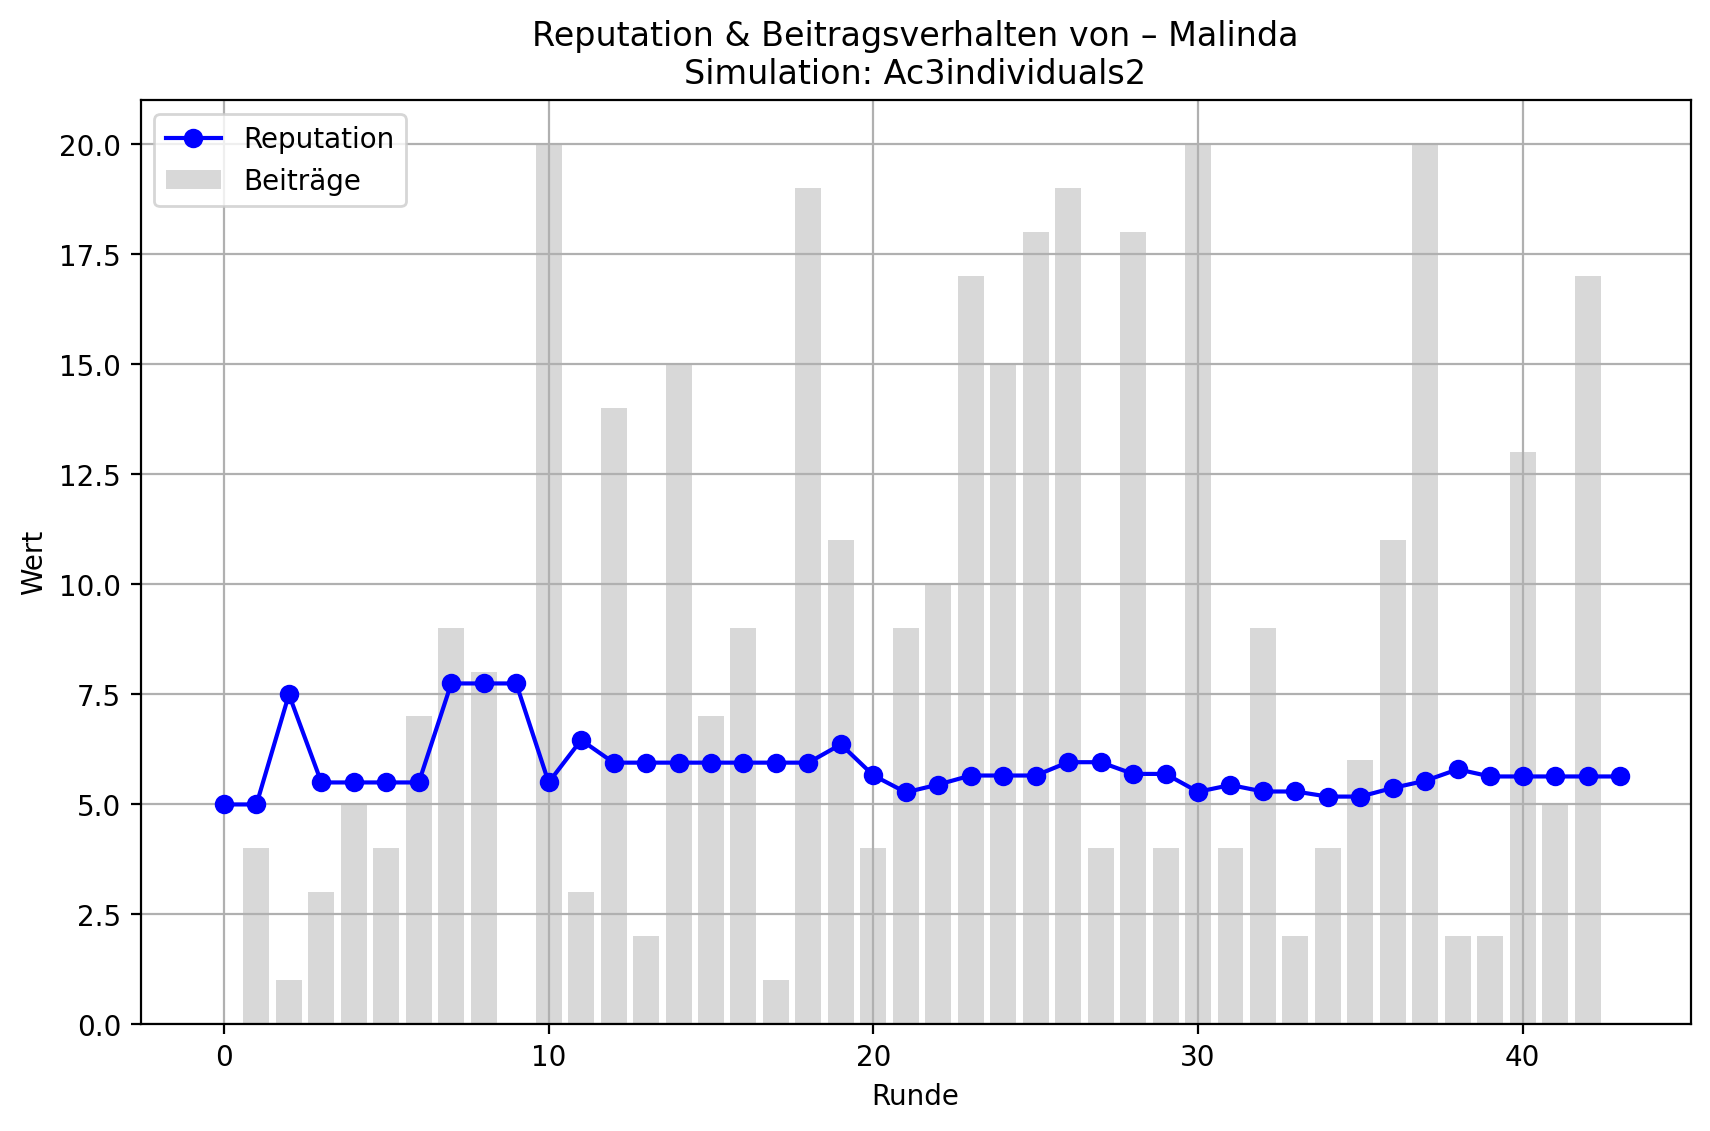 Reputation & Beitragsverhalten von – Malinda
Simulation: Ac3individuals2
Reputation
Beiträge
Wert
20.0
17.5
15.0
12.5
10.0
7.5
5.0
2.5
0.0
0 10 20 30 40
Runde